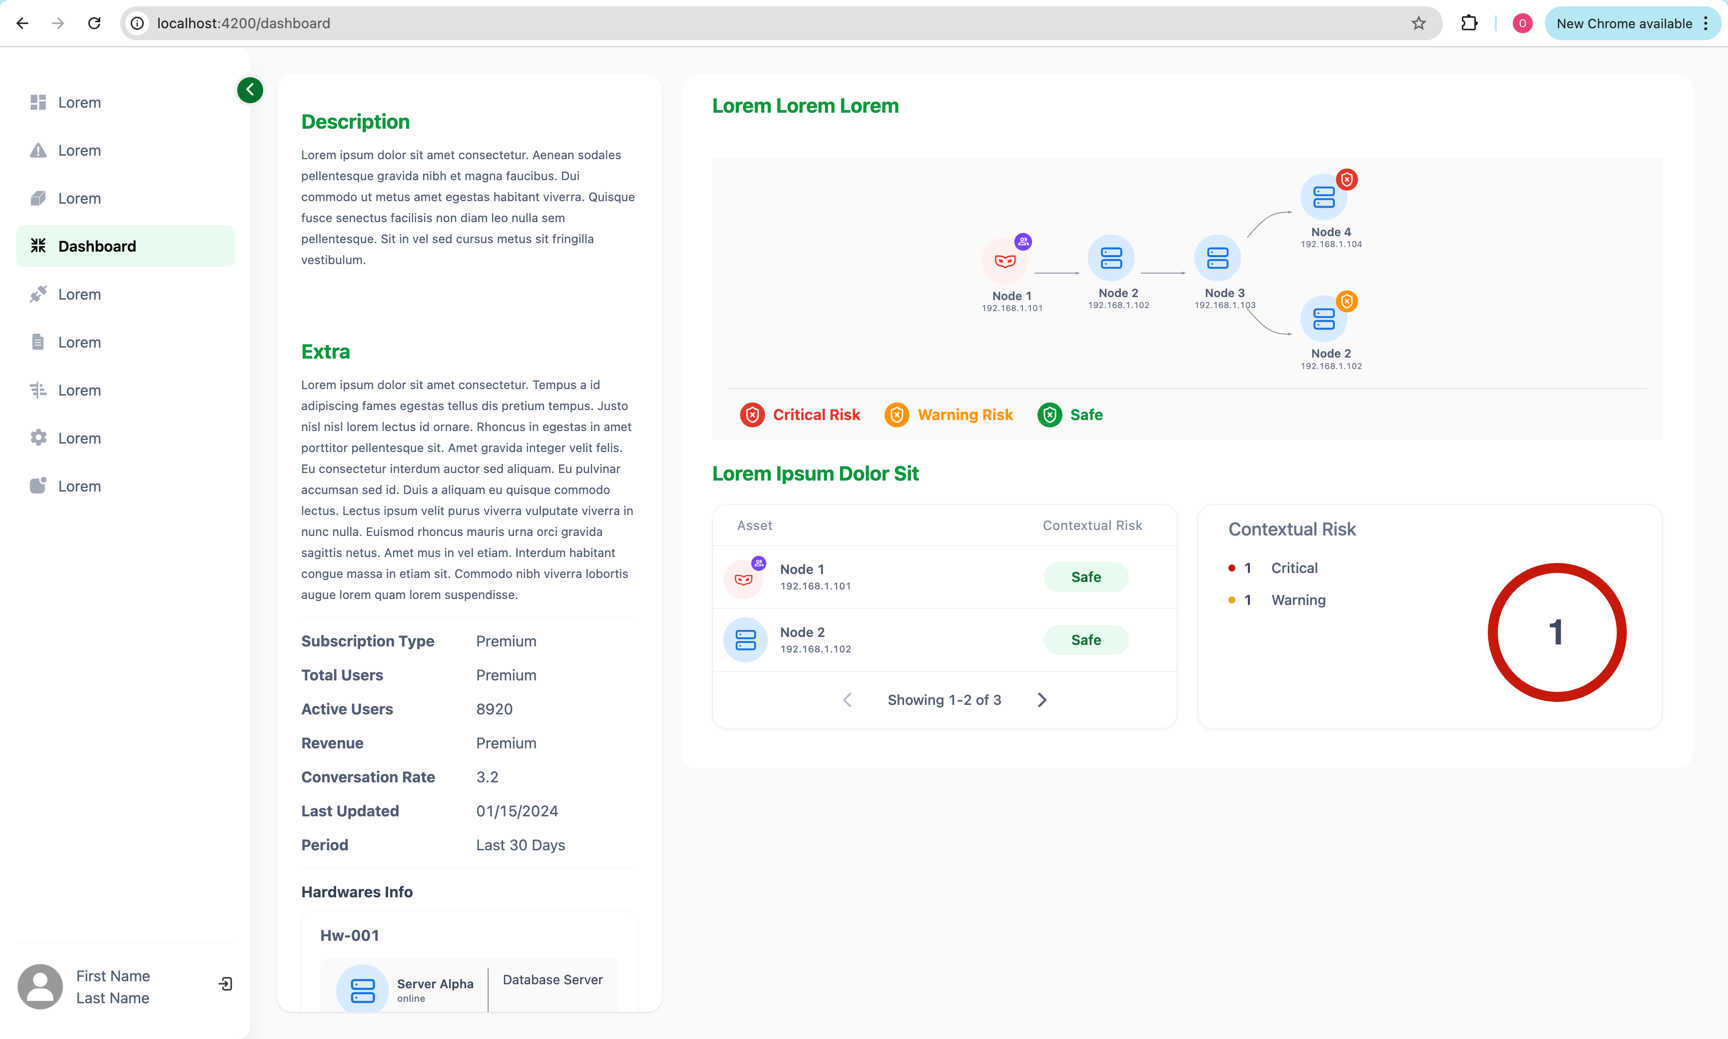 localhost:4200/dashboard
O
New Chrome available
Lorem
Lorem
Lorem
Dashboard
Lorem
Lorem
Lorem
Lorem
Lorem
First Name
Last Name
Description
Lorem ipsum dolor sit amet consectetur. Aenean sodales
pellentesque gravida nibh et magna faucibus. Dui
commodo ut metus amet egestas habitant viverra. Quisque
fusce senectus facilisis non diam leo nulla sem
pellentesque. Sit in vel sed cursus metus sit fringilla
vestibulum.
Extra
Lorem ipsum dolor sit amet consectetur. Tempus a id
adipiscing fames egestas tellus dis pretium tempus. Justo
nisl nisl lorem lectus id ornare. Rhoncus in egestas in amet
porttitor pellentesque sit. Amet gravida integer velit felis.
Eu consectetur interdum auctor sed aliquam. Eu pulvinar
accumsan sed id. Duis a aliquam eu quisque commodo
lectus. Lectus ipsum velit purus viverra vulputate viverra in
nunc nulla. Euismod rhoncus mauris urna orci gravida
sagittis netus. Amet mus in vel etiam. Interdum habitant
congue massa in etiam sit. Commodo nibh viverra lobortis
augue lorem quam lorem suspendisse.
Subscription Type Premium
Total Users Premium
Active Users 8920
Revenue Premium
Conversation Rate 3.2
Last Updated 01/15/2024
Period Last 30 Days
Hardwares Info
Hw-001
Server Alpha
online
Database Server
Lorem Lorem Lorem
Node 1
192.168.1.101
Node 2
192.168.1.102
Node 3
192.168.1.103
Node 4
192.168.1.104
Node 2
192.168.1.102
Critical Risk Warning Risk Safe
Lorem Ipsum Dolor Sit
Asset Contextual Risk
Node 1
192.168.1.101
Safe
Node 2
192.168.1.102
Safe
Showing 1-2 of 3
Contextual Risk
1 Critical
1 Warning
1